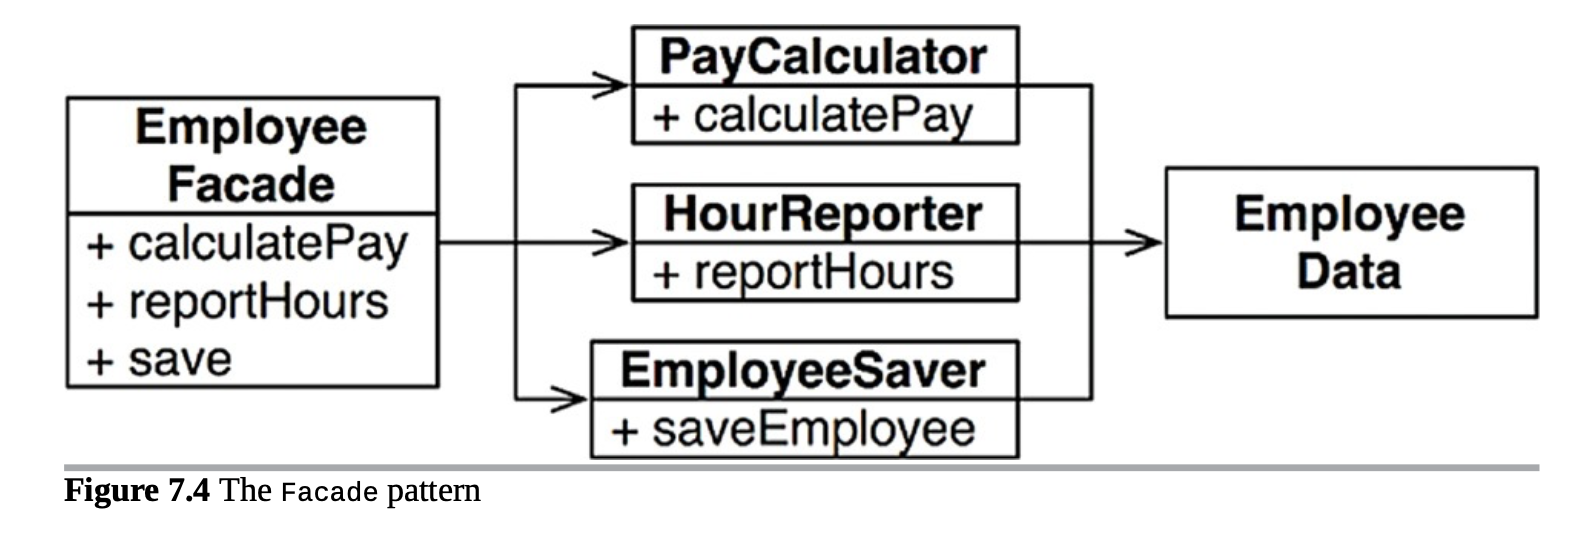 Employee
Facade
+ calculatePay
+ reportHours
+ save
PayCalculator
+ calculatePay
HourReporter
+ reportHours
EmployeeSaver
+ saveEmployee
Employee
Data
Figure 7.4 The Facade pattern